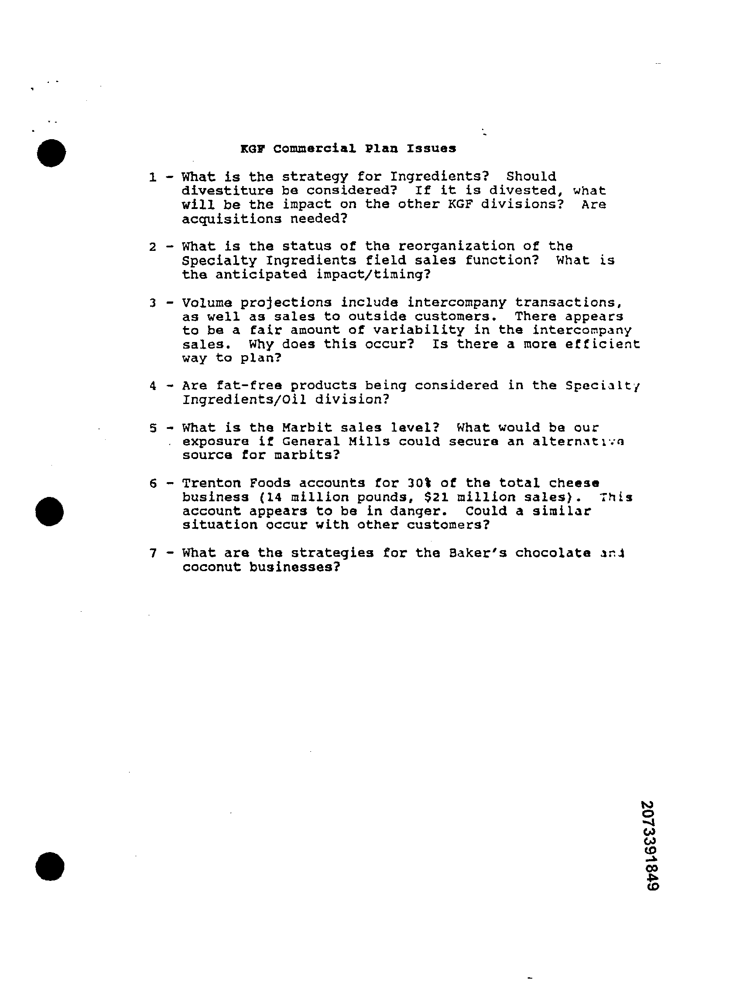 KGF Commercial Plan Issues
1 - What is the strategy for Ingredients? Should
divestiture be considered? If it is divested, what
will be the impact on the other KGF divisions? Are
acquisitions needed?
2 - What is the status of the reorganization of the
Specialty Ingredients field sales function? What is
the anticipated impact/timing?
3 - Volume projections include intercompany transactions,
as well as sales to outside customers. There appears
to be a fair amount of variability in the intercompany
sales. Why does this occur? Is there a more efficient
way to plan?
4 - Are fat-free products being considered in the Specialty
Ingredients/Oil division?
5 - What is the Marbit sales level? What would be our
exposure if General Mills could secure an alternative
source for marbits?
6 - Trenton Foods accounts for 30% of the total cheese
business (14 million pounds, $21 million sales). This
account appears to be in danger. Could a similar
situation occur with other customers?
7 - What are the strategies for the Baker's chocolate and
coconut businesses?
2073391849